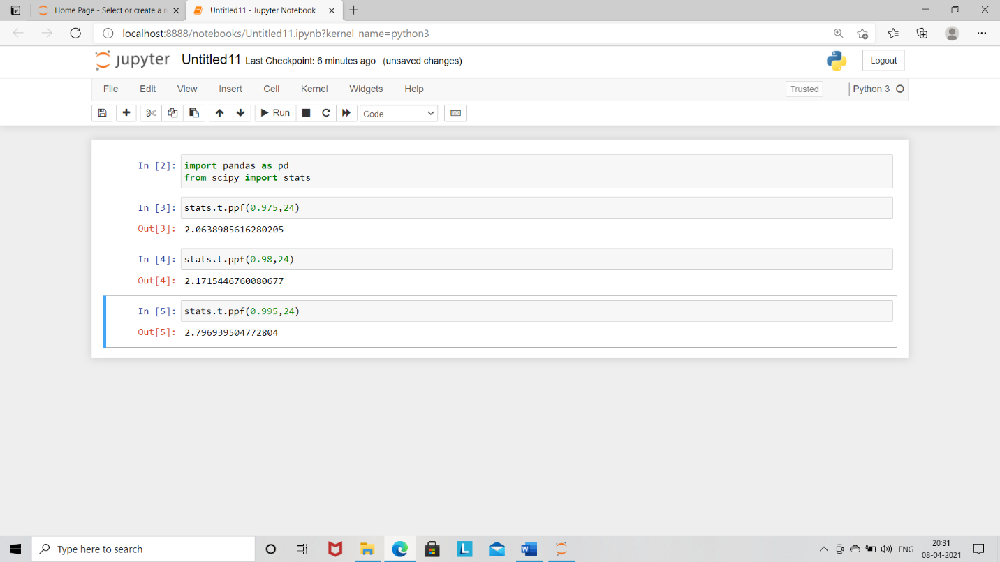 Home Page - Select or create a n
Untitled11 - Jupyter Notebook
localhost:8888/notebooks/Untitled11.ipynb?kernel_name=python3
jupyter Untitled11 Last Checkpoint: 6 minutes ago (unsaved changes)
Logout
File Edit View Insert Cell Kernel Widgets Help
Trusted
Python 3
Run
Code
In [2]: import pandas as pd
from scipy import stats
In [3]: stats.t.ppf(0.975,24)
Out[3]: 2.0638985616280205
In [4]: stats.t.ppf(0.98,24)
Out[4]: 2.1715446760080677
In [5]: stats.t.ppf(0.995,24)
Out[5]: 2.796939504772804
Type here to search
L
W
ENG
20:31
08-04-2021